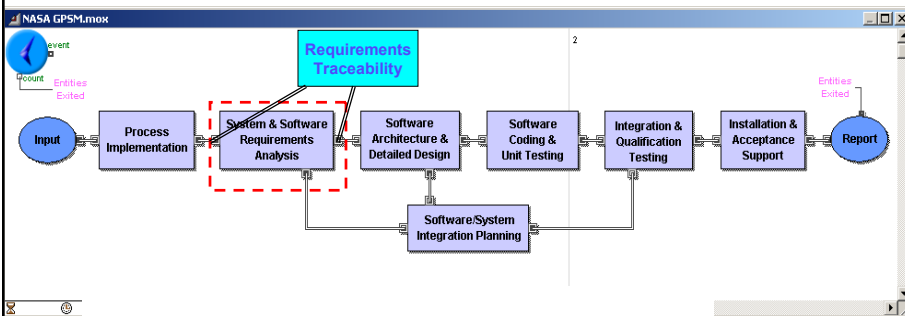 NASA GPSM.mox
event
count
Entities
Exited
Requirements
Traceability
2
Entities
Exited
Input
Process
Implementation
System & Software
Requirements
Analysis
Software
Architecture &
Detailed Design
Software
Coding &
Unit Testing
Integration &
Qualification
Testing
Installation &
Acceptance
Support
Report
Software/System
Integration Planning